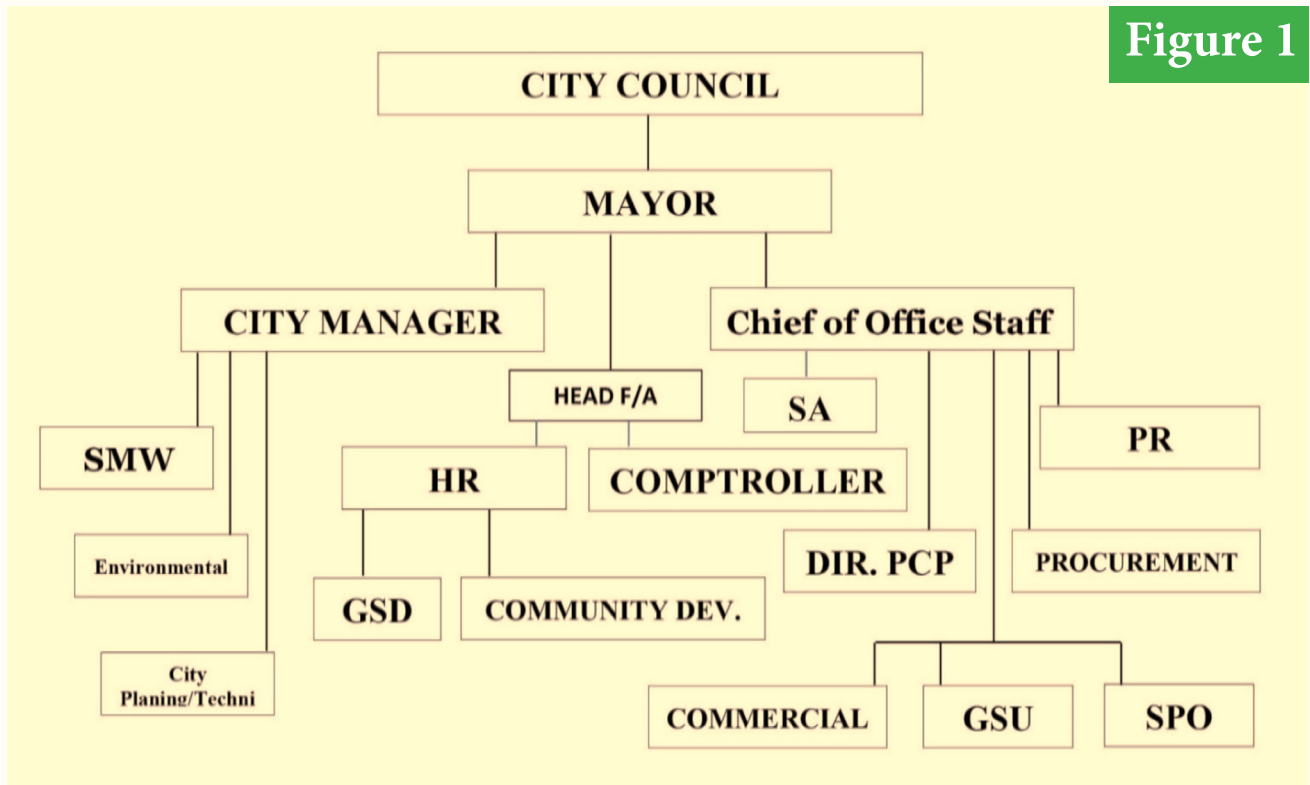 Figure 1
CITY COUNCIL
MAYOR
CITY MANAGER
Chief of Office Staff
HEAD F/A
SA
PR
SMW
HR
COMPTROLLER
Environmental
DIR. PCP
PROCUREMENT
GSD
COMMUNITY DEV.
City
Planing/Techni
COMMERCIAL
GSU
SPO